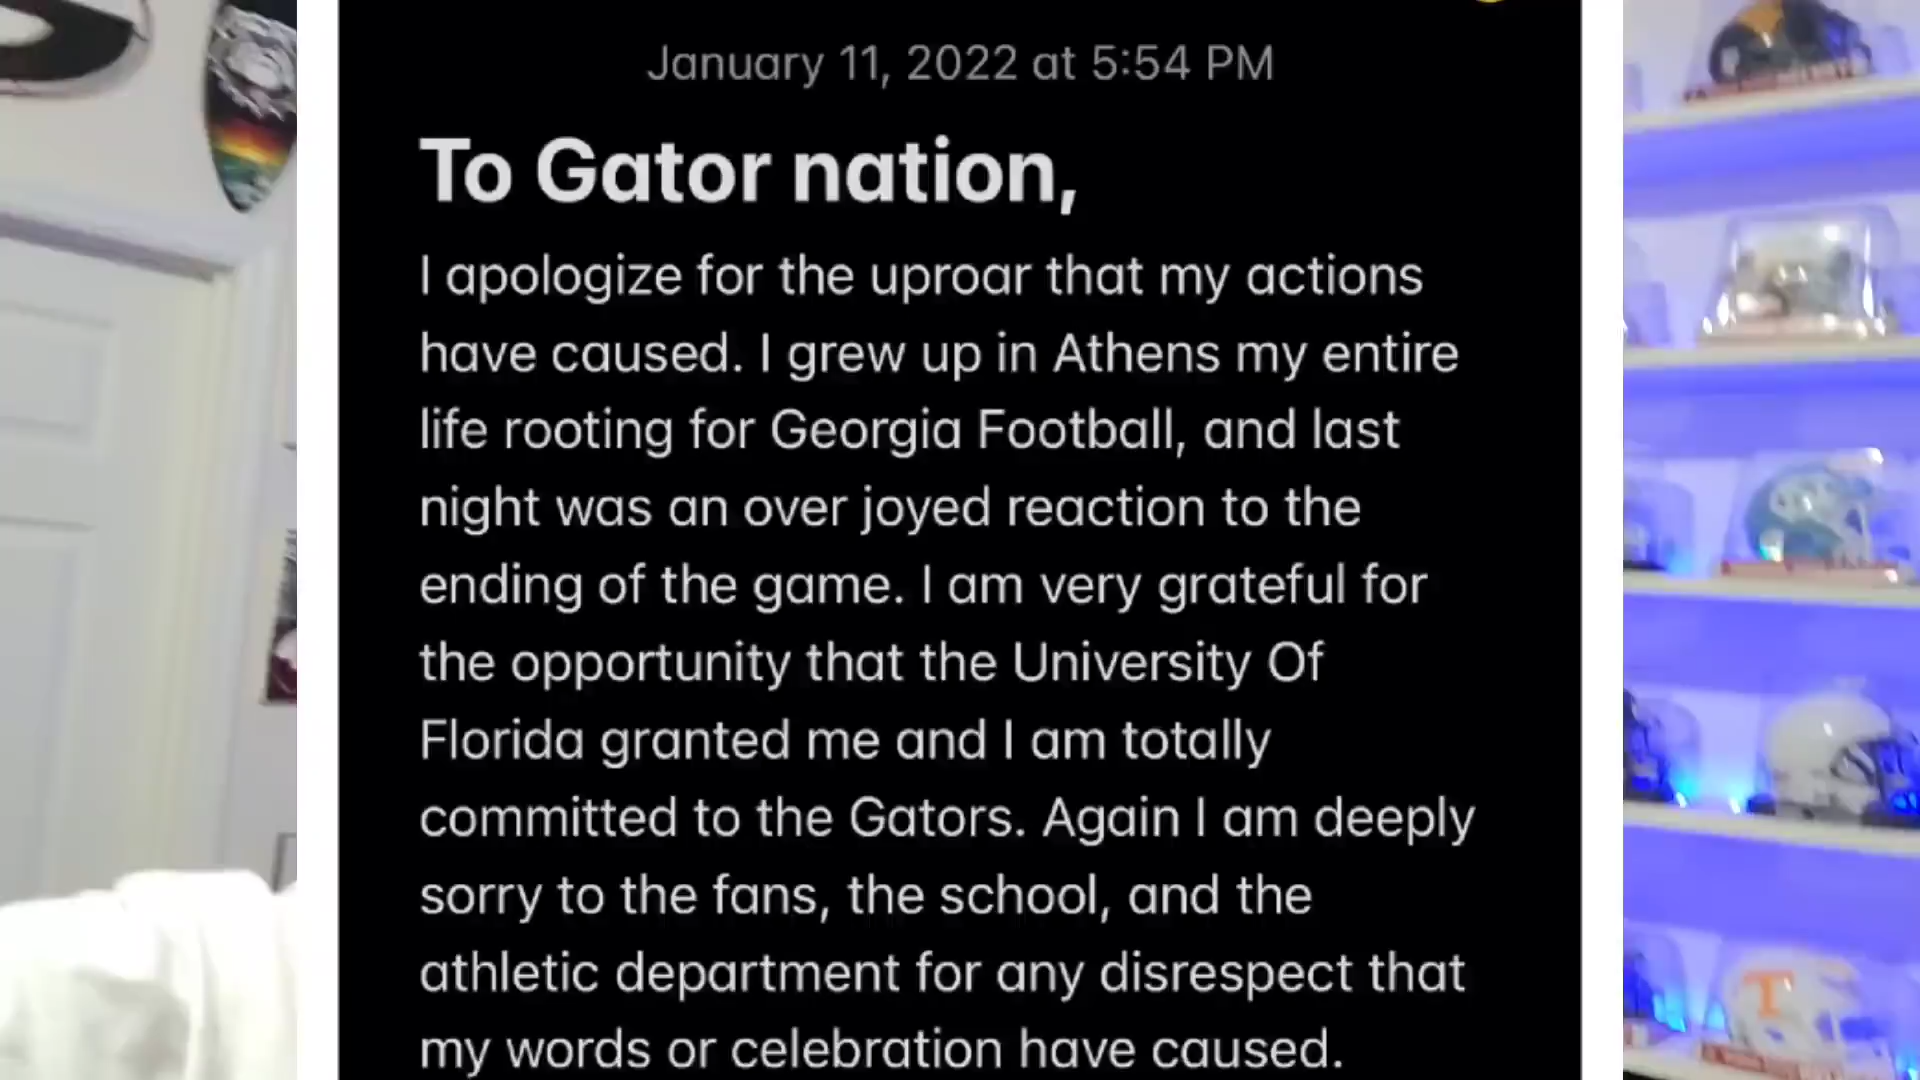 January 11, 2022 at 5:54 PM
To Gator nation,
I apologize for the uproar that my actions
have caused. I grew up in Athens my entire
life rooting for Georgia Football, and last
night was an over joyed reaction to the
ending of the game. I am very grateful for
the opportunity that the University Of
Florida granted me and I am totally
committed to the Gators. Again I am deeply
sorry to the fans, the school, and the
athletic department for any disrespect that
my words or celebration have caused.
T